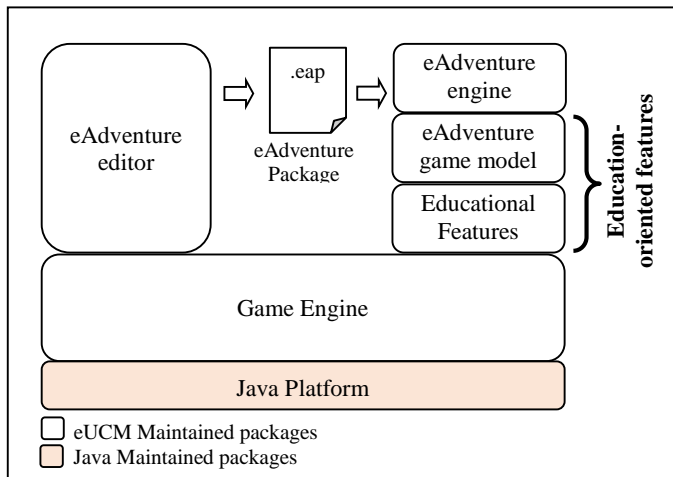 eAdventure
editor
.eap
eAdventure
Package
eAdventure
engine
eAdventure
game model
Educational
Features
Education-
oriented features
Game Engine
Java Platform
eUCM Maintained packages
Java Maintained packages